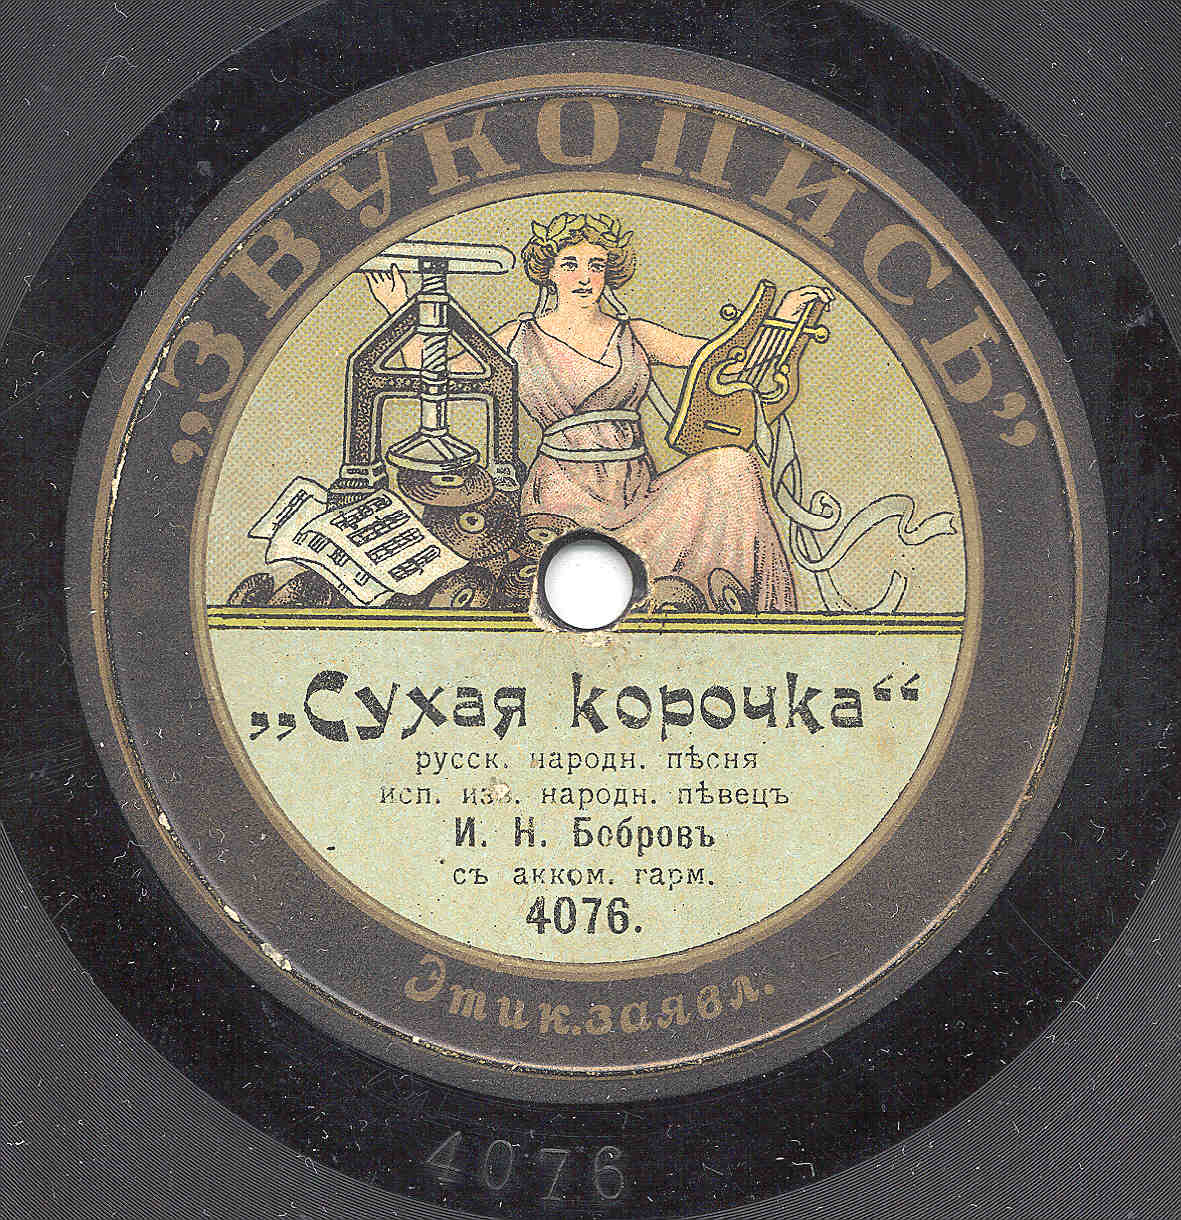 „ЗВУКОПИСЬ”
„Сухая корочка“
русск. народн. пѣсня
исп. изв. народн. пѣвецъ
И. Н. Бобровъ
съ акком. гарм.
4076.
Этик. заявл.
4076